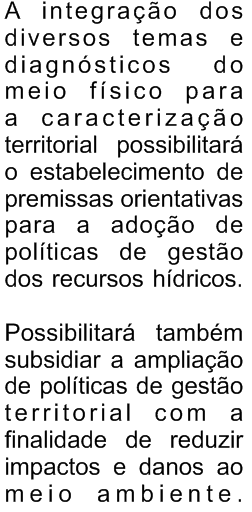 A integração dos
diversos temas e
diagnósticos do
meio físico para
a caracterização
territorial possibilitará
o estabelecimento de
premissas orientativas
para a adoção de
políticas de gestão
dos recursos hídricos.

Possibilitará também
subsidiar a ampliação
de políticas de gestão
territorial com a
finalidade de reduzir
impactos e danos ao
meio ambiente.